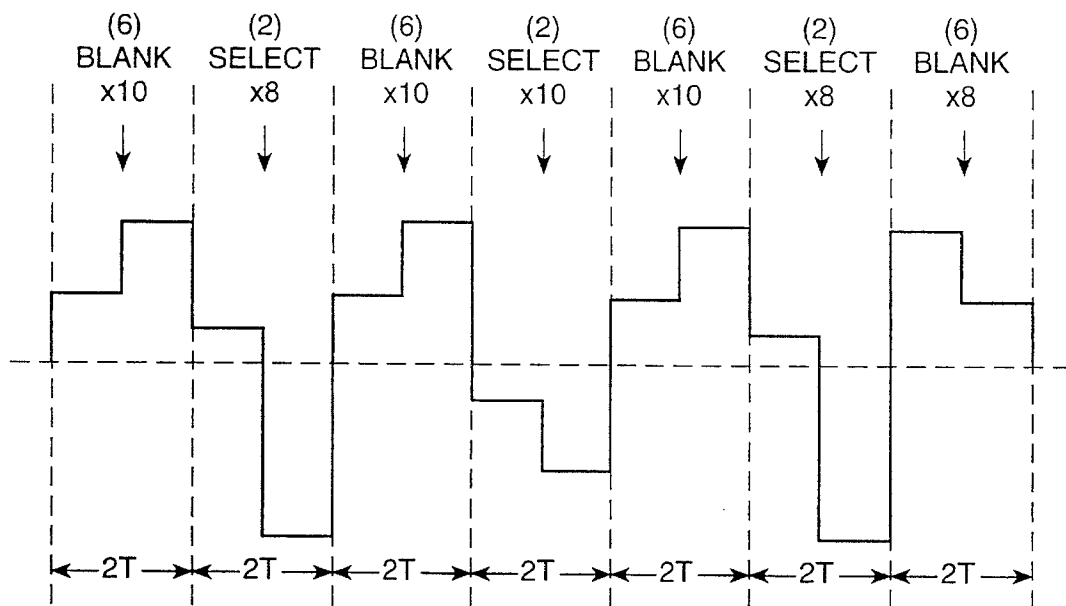 (6) (2) (6) (2) (6) (2) (6)
BLANK SELECT BLANK SELECT BLANK SELECT BLANK
x10 x8 x10 x10 x10 x8 x8
2T 2T 2T 2T 2T 2T 2T